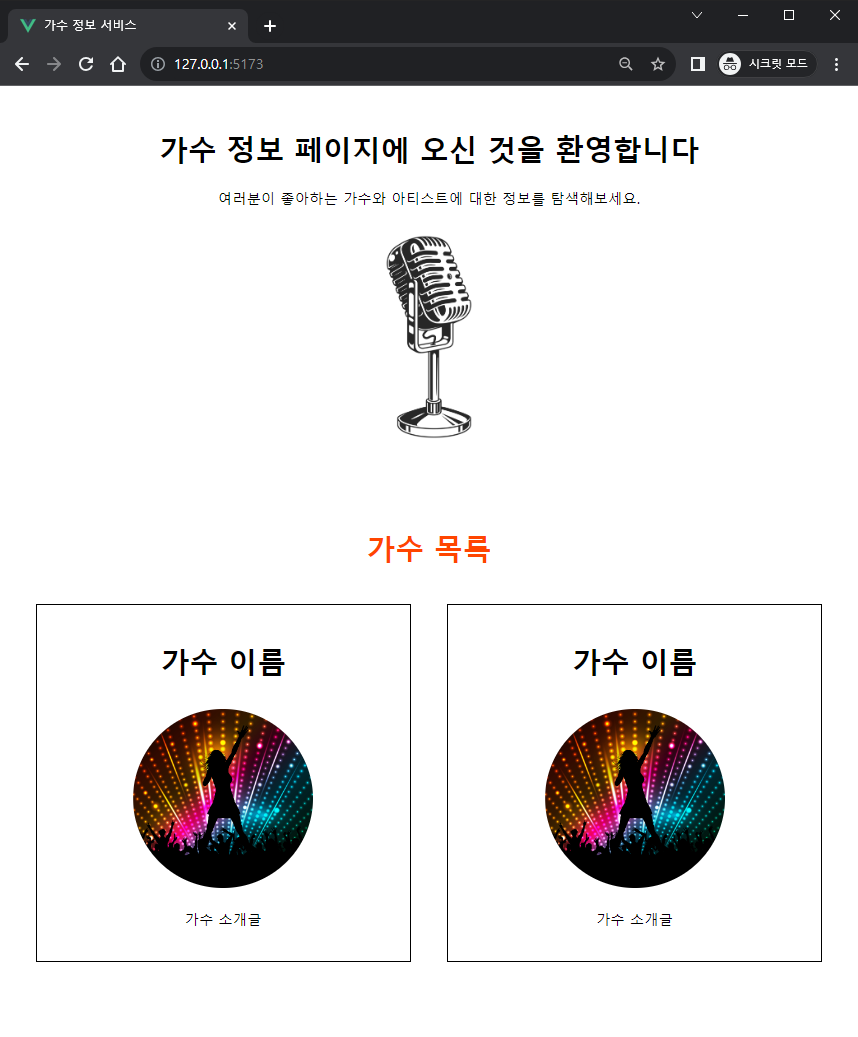 가수 정보 서비스
127.0.0.1:5173
시크릿 모드
가수 정보 페이지에 오신 것을 환영합니다
여러분이 좋아하는 가수와 아티스트에 대한 정보를 탐색해보세요.
가수 목록
가수 이름
가수 소개글
가수 이름
가수 소개글